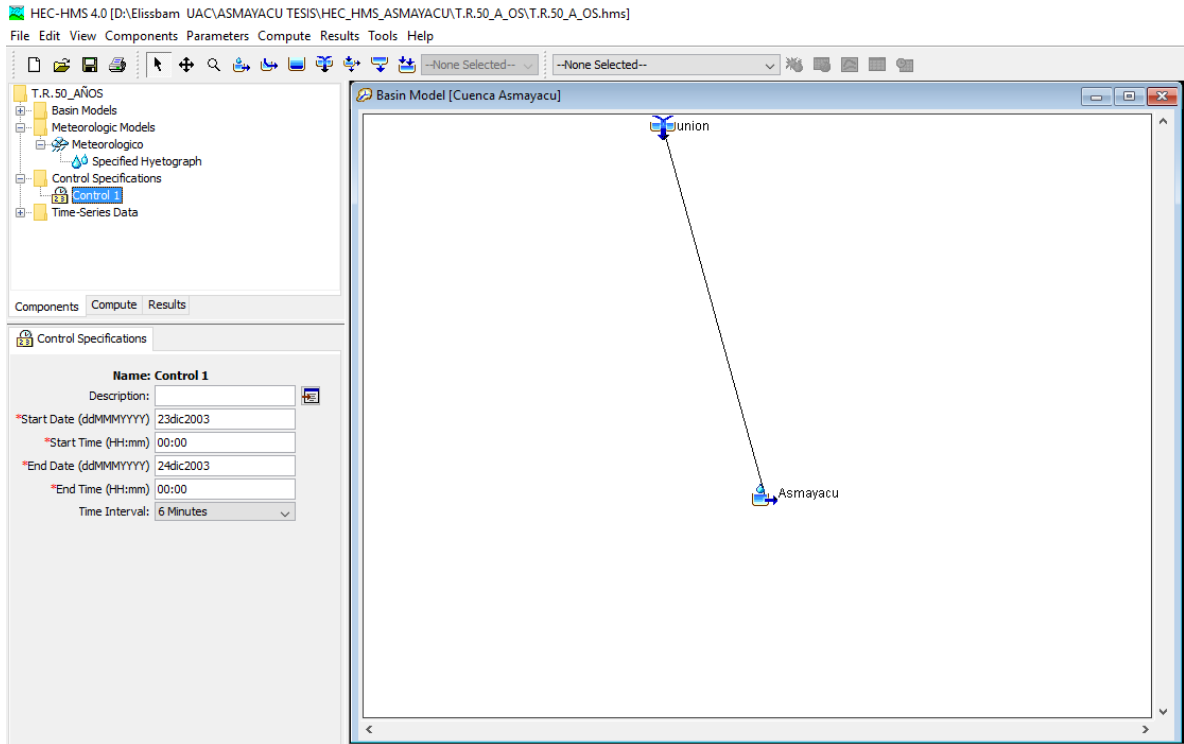 HEC-HMS 4.0 [D:\Elissbam UAC\ASMAYACU TESIS\HEC_HMS_ASMAYACU\T.R.50_A_OS\T.R.50_A_OS.hms]
File Edit View Components Parameters Compute Results Tools Help
--None Selected-- --None Selected--
T.R.50_AÑOS
Basin Models
Meteorologic Models
Meteorologico
Specified Hyetograph
Control Specifications
Control 1
Time-Series Data
Components Compute Results
Control Specifications
Name: Control 1
Description:
*Start Date (ddMMMYYYY) 23dic2003
*Start Time (HH:mm) 00:00
*End Date (ddMMMYYYY) 24dic2003
*End Time (HH:mm) 00:00
Time Interval: 6 Minutes
Basin Model [Cuenca Asmayacu]
union
Asmayacu